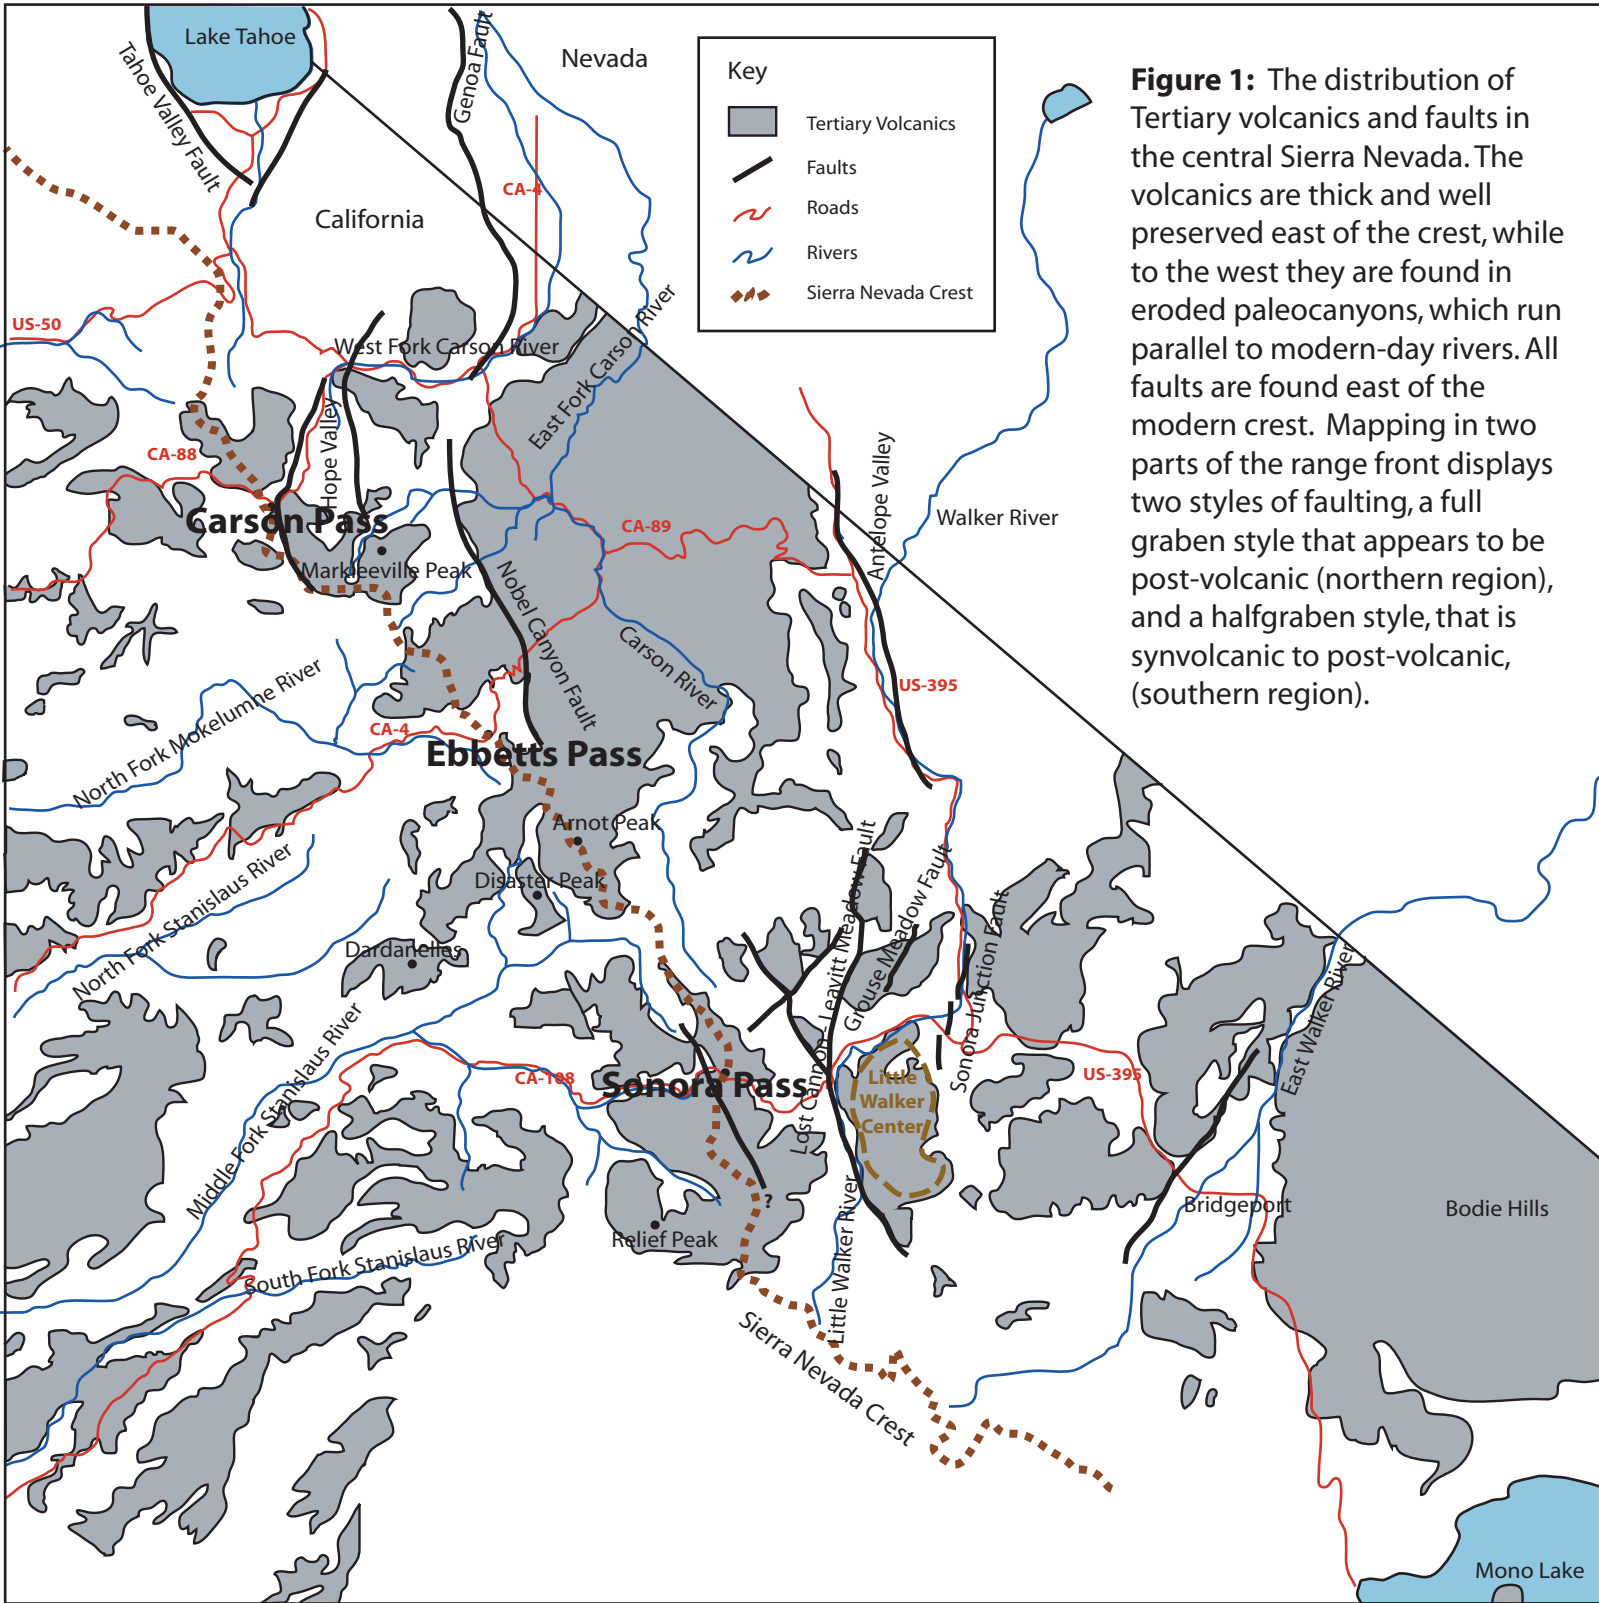 Lake Tahoe
Tahoe Valley Fault
Genoa Fault
Nevada
California
CA-4
US-50
Key
Tertiary Volcanics
Faults
Roads
Rivers
Sierra Nevada Crest
Figure 1: The distribution of
Tertiary volcanics and faults in
the central Sierra Nevada. The
volcanics are thick and well
preserved east of the crest, while
to the west they are found in
eroded paleocanyons, which run
parallel to modern-day rivers. All
faults are found east of the
modern crest. Mapping in two
parts of the range front displays
two styles of faulting, a full
graben style that appears to be
post-volcanic (northern region),
and a halfgraben style, that is
synvolcanic to post-volcanic,
(southern region).
West Fork Carson River
East Fork Carson River
Hope Valley
CA-88
Carson Pass
Markleeville Peak
CA-89
Antelope Valley
Walker River
Nobel Canyon Fault
Carson River
US-395
North Fork Mokelumne River
CA-4
Ebbetts Pass
Arnot Peak
Disaster Peak
North Fork Stanislaus River
Dardanelles
Lost Cannon - Leavitt Meadow Fault
Grouse Meadow Fault
Sonora Junction Fault
Middle Fork Stanislaus River
CA-108
Sonora Pass
Little
Walker
Center
US-395
East Walker River
?
Bridgeport
Bodie Hills
Relief Peak
South Fork Stanislaus River
Little Walker River
Sierra Nevada Crest
Mono Lake